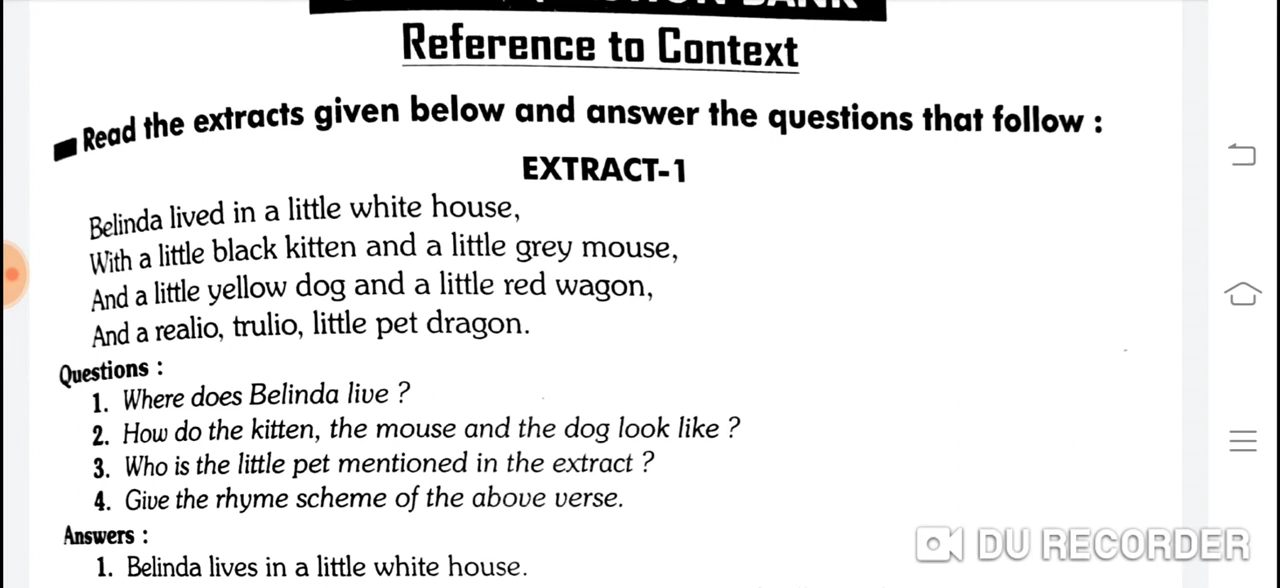 Reference to Context
Read the extracts given below and answer the questions that follow :
EXTRACT-1
Belinda lived in a little white house,
With a little black kitten and a little grey mouse,
And a little yellow dog and a little red wagon,
And a realio, trulio, little pet dragon.
Questions :
1. Where does Belinda live ?
2. How do the kitten, the mouse and the dog look like ?
3. Who is the little pet mentioned in the extract ?
4. Give the rhyme scheme of the above verse.
Answers :
1. Belinda lives in a little white house.
DU RECORDER